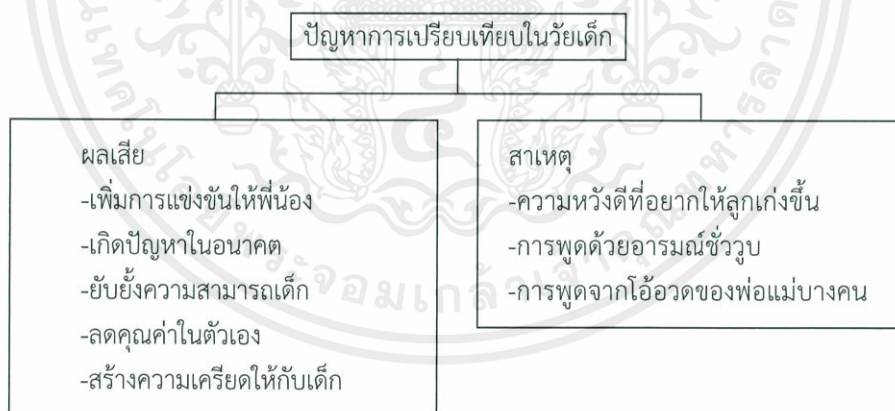 ปัญหาการเปรียบเทียบในวัยเด็ก
ผลเสีย
-เพิ่มการแข่งขันให้พี่น้อง
-เกิดปัญหาในอนาคต
-ยับยั้งความสามารถเด็ก
-ลดคุณค่าในตัวเอง
-สร้างความเครียดให้กับเด็ก
สาเหตุ
-ความหวังดีที่อยากให้ลูกเก่งขึ้น
-การพูดด้วยอารมณ์ชั่ววูบ
-การพูดจากโอ้อวดของพ่อแม่บางคน